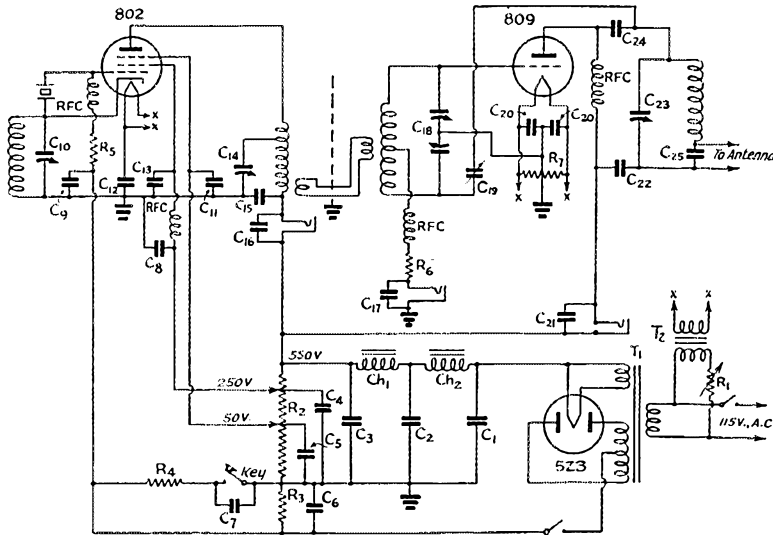 802
809
C24
RFC
RFC
C23
C20
C20
C10
R5
C14
C18
R7
C25
To Antenna
X
X
C9
C12
C13
C11
C15
C19
X
X
C22
RFC
RFC
C8
C16
R6
C17
C21
X
X
T2
T1
550V
Ch1
Ch2
R1
250V
R2
C4
50V
C5
C3
C2
C1
115V., A.C
5Z3
R4
Key
C7
R3
C6